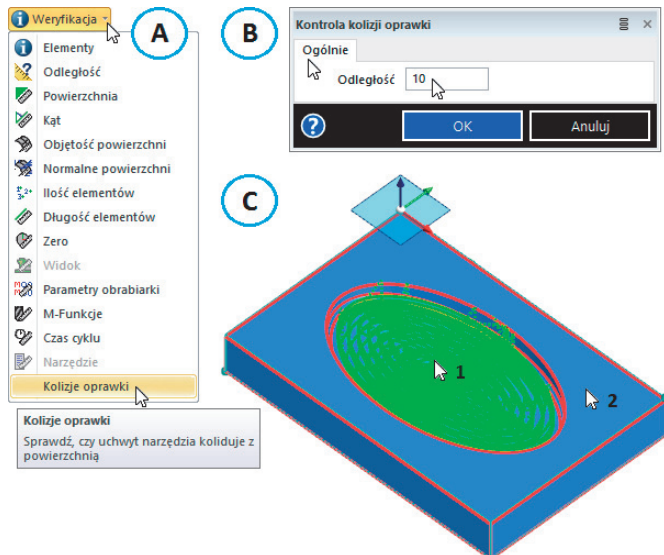 Weryfikacja
A
Elementy
Odległość
Powierzchnia
Kąt
Objętość powierzchni
Normalne powierzchni
Ilość elementów
Długość elementów
Zero
Widok
Parametry obrabiarki
M-Funkcje
Czas cyklu
Narzędzie
Kolizje oprawki
Kolizje oprawki
Sprawdź, czy uchwyt narzędzia koliduje z
powierzchnią
B
Kontrola kolizji oprawki
Ogólnie
Odległość 10
OK Anuluj
C
1
2